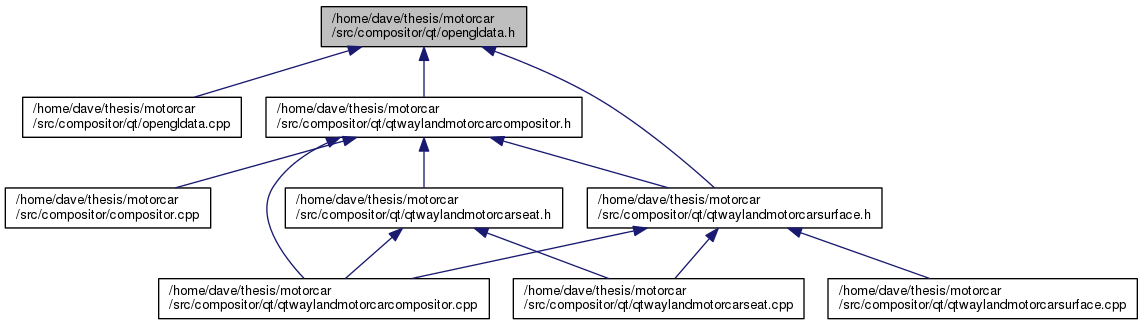 /home/dave/thesis/motorcar
/src/compositor/qt/opengldata.h
/home/dave/thesis/motorcar
/src/compositor/qt/opengldata.cpp
/home/dave/thesis/motorcar
/src/compositor/qt/qtwaylandmotorcarcompositor.h
/home/dave/thesis/motorcar
/src/compositor/compositor.cpp
/home/dave/thesis/motorcar
/src/compositor/qt/qtwaylandmotorcarseat.h
/home/dave/thesis/motorcar
/src/compositor/qt/qtwaylandmotorcarsurface.h
/home/dave/thesis/motorcar
/src/compositor/qt/qtwaylandmotorcarcompositor.cpp
/home/dave/thesis/motorcar
/src/compositor/qt/qtwaylandmotorcarseat.cpp
/home/dave/thesis/motorcar
/src/compositor/qt/qtwaylandmotorcarsurface.cpp